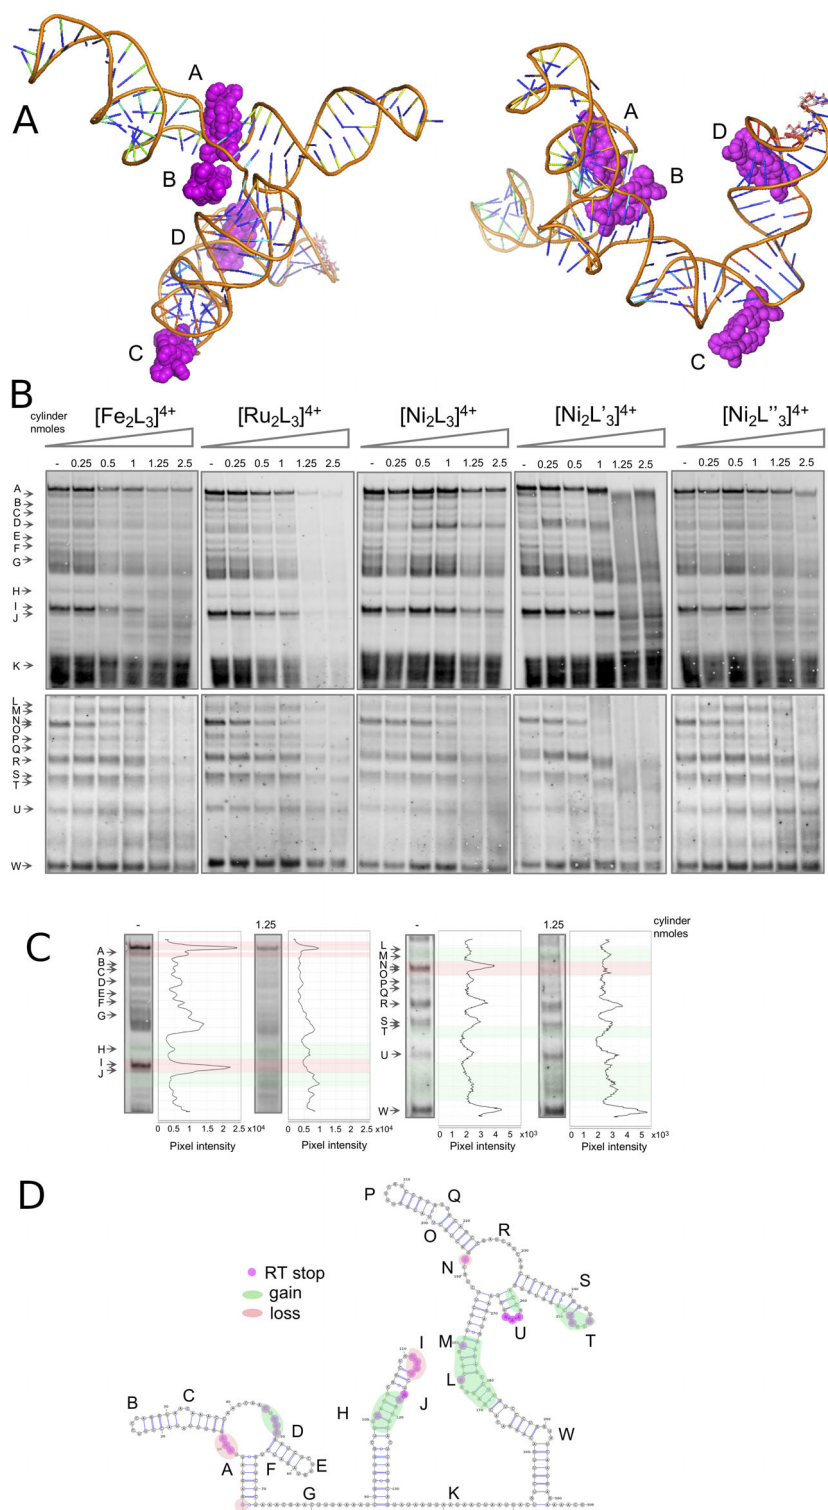 A
A
B
D
C
A
B
D
C
B
cylinder
nmoles
[Fe₂L₃]⁴⁺
[Ru₂L₃]⁴⁺
[Ni₂L₃]⁴⁺
[Ni₂L'₃]⁴⁺
[Ni₂L''₃]⁴⁺
- 0.25 0.5 1 1.25 2.5
- 0.25 0.5 1 1.25 2.5
- 0.25 0.5 1 1.25 2.5
- 0.25 0.5 1 1.25 2.5
- 0.25 0.5 1 1.25 2.5
A
B
C
D
E
F
G
H
I
J
K
L
M
N
O
P
Q
R
S
T
U
W
C
- 1.25
A
B
C
D
E
F
G
H
I
J
0 0.5 1 1.5 2 2.5 x10⁴
Pixel intensity
0 0.5 1 1.5 2 2.5 x10⁴
Pixel intensity
- 1.25
cylinder
nmoles
L
M
N
O
P
Q
R
S
T
U
W
0 1 2 3 4 5 x10³
Pixel intensity
0 1 2 3 4 5 x10³
Pixel intensity
D
RT stop
gain
loss
P
Q
O
R
N
S
M
U
T
I
L
J
H
B
C
D
E
A
F
W
G
K